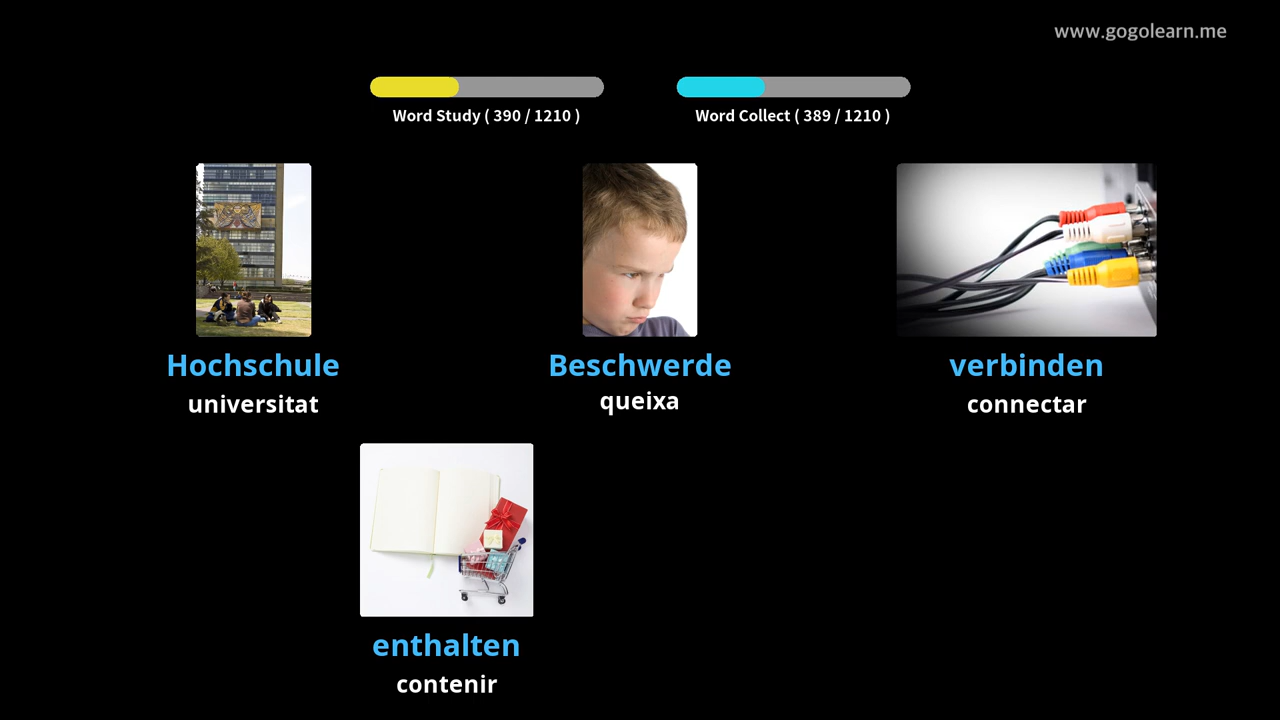 www.gogolearn.me
Word Study ( 390 / 1210 )
Word Collect ( 389 / 1210 )
Hochschule
universitat
Beschwerde
queixa
verbinden
connectar
enthalten
contenir